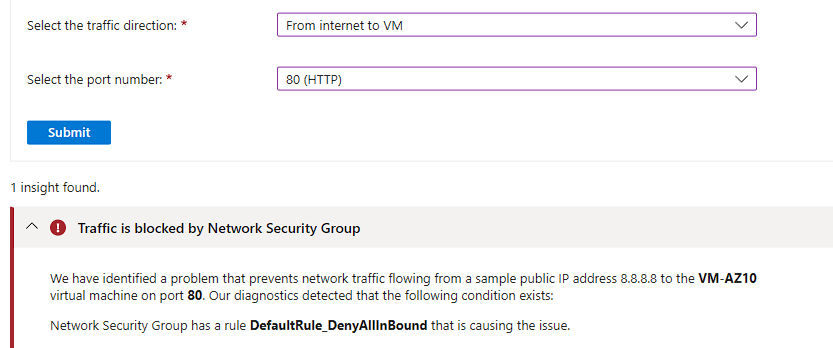 Select the traffic direction: * From internet to VM
Select the port number: * 80 (HTTP)
Submit
1 insight found.
Traffic is blocked by Network Security Group
We have identified a problem that prevents network traffic flowing from a sample public IP address 8.8.8.8 to the VM-AZ10
virtual machine on port 80. Our diagnostics detected that the following condition exists:
Network Security Group has a rule DefaultRule_DenyAllInBound that is causing the issue.